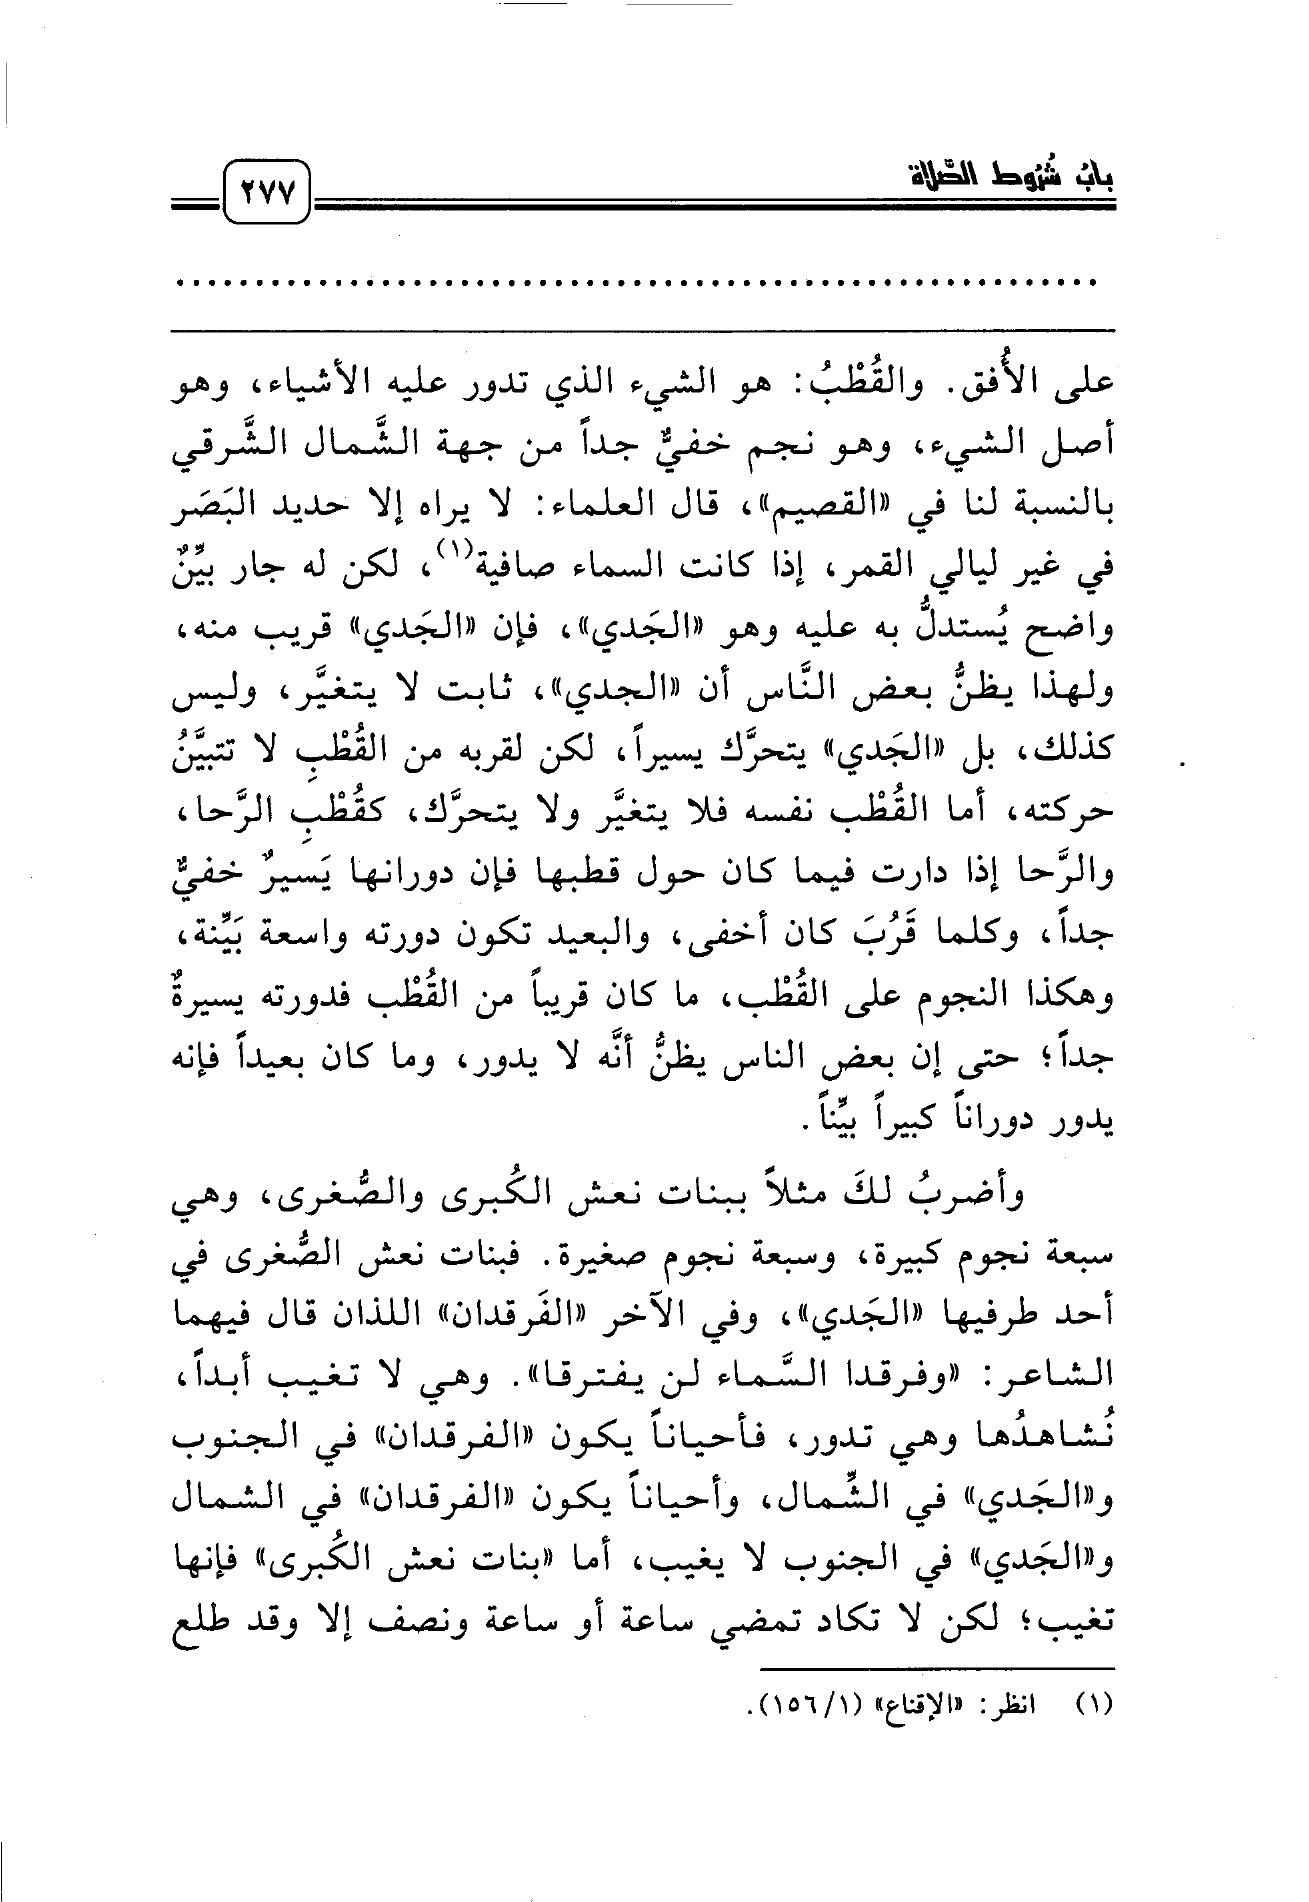 باب شُرُوط الصَّلاة
٢٧٧
على الأُفق. والقُطْبُ: هو الشيء الذي تدور عليه الأشياء، وهو
أصل الشيء، وهو نجم خفيٌّ جداً من جهة الشَّمال الشَّرقي
بالنسبة لنا في «القصيم»، قال العلماء: لا يراه إلا حديد البَصَر
في غير ليالي القمر، إذا كانت السماء صافية(١)، لكن له جار بيِّنٌ
واضح يُستدلُّ به عليه وهو «الجَدي»، فإن «الجَدي» قريب منه،
ولهذا يظنُّ بعض النَّاس أن «الجدي»، ثابت لا يتغيَّر، وليس
كذلك، بل «الجَدي» يتحرَّك يسيراً، لكن لقربه من القُطْبِ لا تتبيَّنُ
حركته، أما القُطْب نفسه فلا يتغيَّر ولا يتحرَّك، كقُطْبِ الرَّحا،
والرَّحا إذا دارت فيما كان حول قطبها فإن دورانها يَسيرٌ خفيٌّ
جداً، وكلما قَرُبَ كان أخفى، والبعيد تكون دورته واسعة بَيِّنة،
وهكذا النجوم على القُطْب، ما كان قريباً من القُطْب فدورته يسيرةٌ
جداً؛ حتى إن بعض الناس يظنُّ أنَّه لا يدور، وما كان بعيداً فإنه
يدور دوراناً كبيراً بيِّناً.
وأضربُ لكَ مثلاً ببنات نعش الكُبرى والصُّغرى، وهي
سبعة نجوم كبيرة، وسبعة نجوم صغيرة. فبنات نعش الصُّغرى في
أحد طرفيها «الجَدي»، وفي الآخر «الفَرقدان» اللذان قال فيهما
الشاعر: «وفرقدا السَّماء لن يفترقا». وهي لا تغيب أبداً،
نُشاهدُها وهي تدور، فأحياناً يكون «الفرقدان» في الجنوب
و«الجَدي» في الشِّمال، وأحياناً يكون «الفرقدان» في الشمال
و«الجَدي» في الجنوب لا يغيب، أما «بنات نعش الكُبرى» فإنها
تغيب؛ لكن لا تكاد تمضي ساعة أو ساعة ونصف إلا وقد طلع
(١) انظر: «الإقناع» (١/١٥٦).